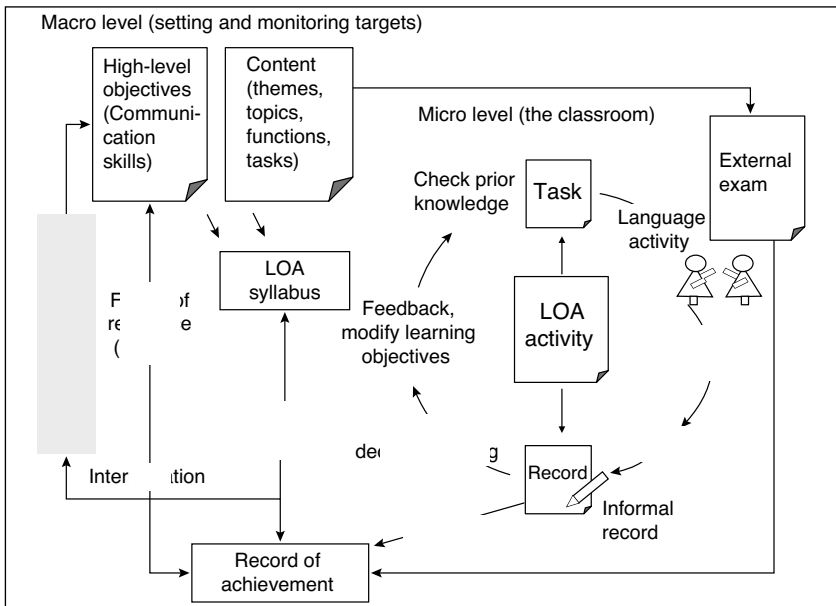 Macro level (setting and monitoring targets)
High-level
objectives
(Communi-
cation
skills)
Content
(themes,
topics,
functions,
tasks)
Micro level (the classroom)
External
exam
Check prior
knowledge
Task
Language
activity
LOA
syllabus
of
Feedback,
modify learning
objectives
LOA
activity
Record
Informal
record
Record of
achievement